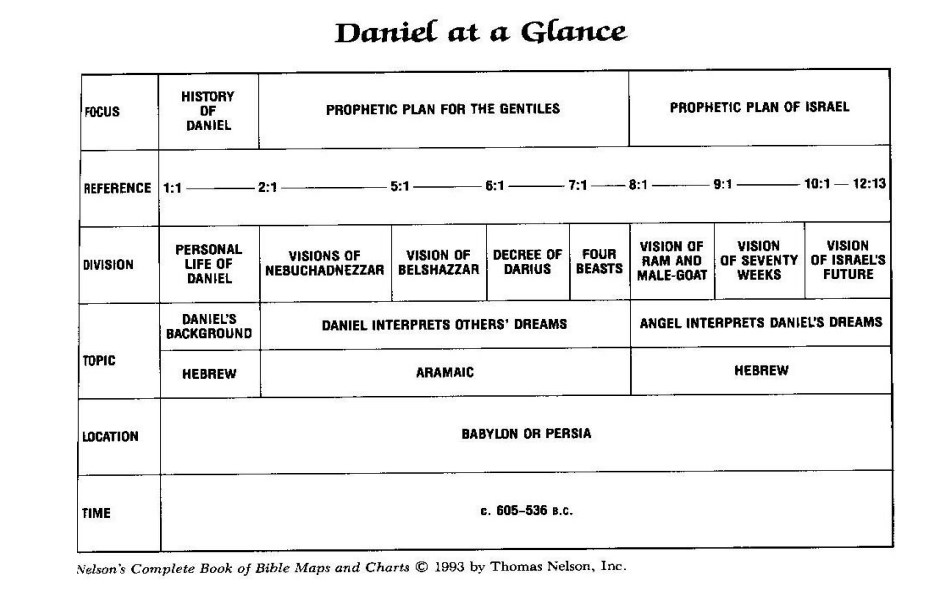 Daniel at a Glance
FOCUS
HISTORY
OF
DANIEL
PROPHETIC PLAN FOR THE GENTILES
PROPHETIC PLAN OF ISRAEL
REFERENCE 1:1 — 2:1 — 5:1 — 6:1 — 7:1 — 8:1 — 9:1 — 10:1 — 12:13
DIVISION
PERSONAL
LIFE OF
DANIEL
VISIONS OF
NEBUCHADNEZZAR
VISION OF
BELSHAZZAR
DECREE OF
DARIUS
FOUR
BEASTS
VISION OF
RAM AND
MALE-GOAT
VISION
OF SEVENTY
WEEKS
VISION
OF ISRAEL'S
FUTURE
TOPIC
DANIEL'S
BACKGROUND
DANIEL INTERPRETS OTHERS' DREAMS
ANGEL INTERPRETS DANIEL'S DREAMS
HEBREW
ARAMAIC
HEBREW
LOCATION
BABYLON OR PERSIA
TIME
c. 605–536 B.C.
Nelson's Complete Book of Bible Maps and Charts © 1993 by Thomas Nelson, Inc.